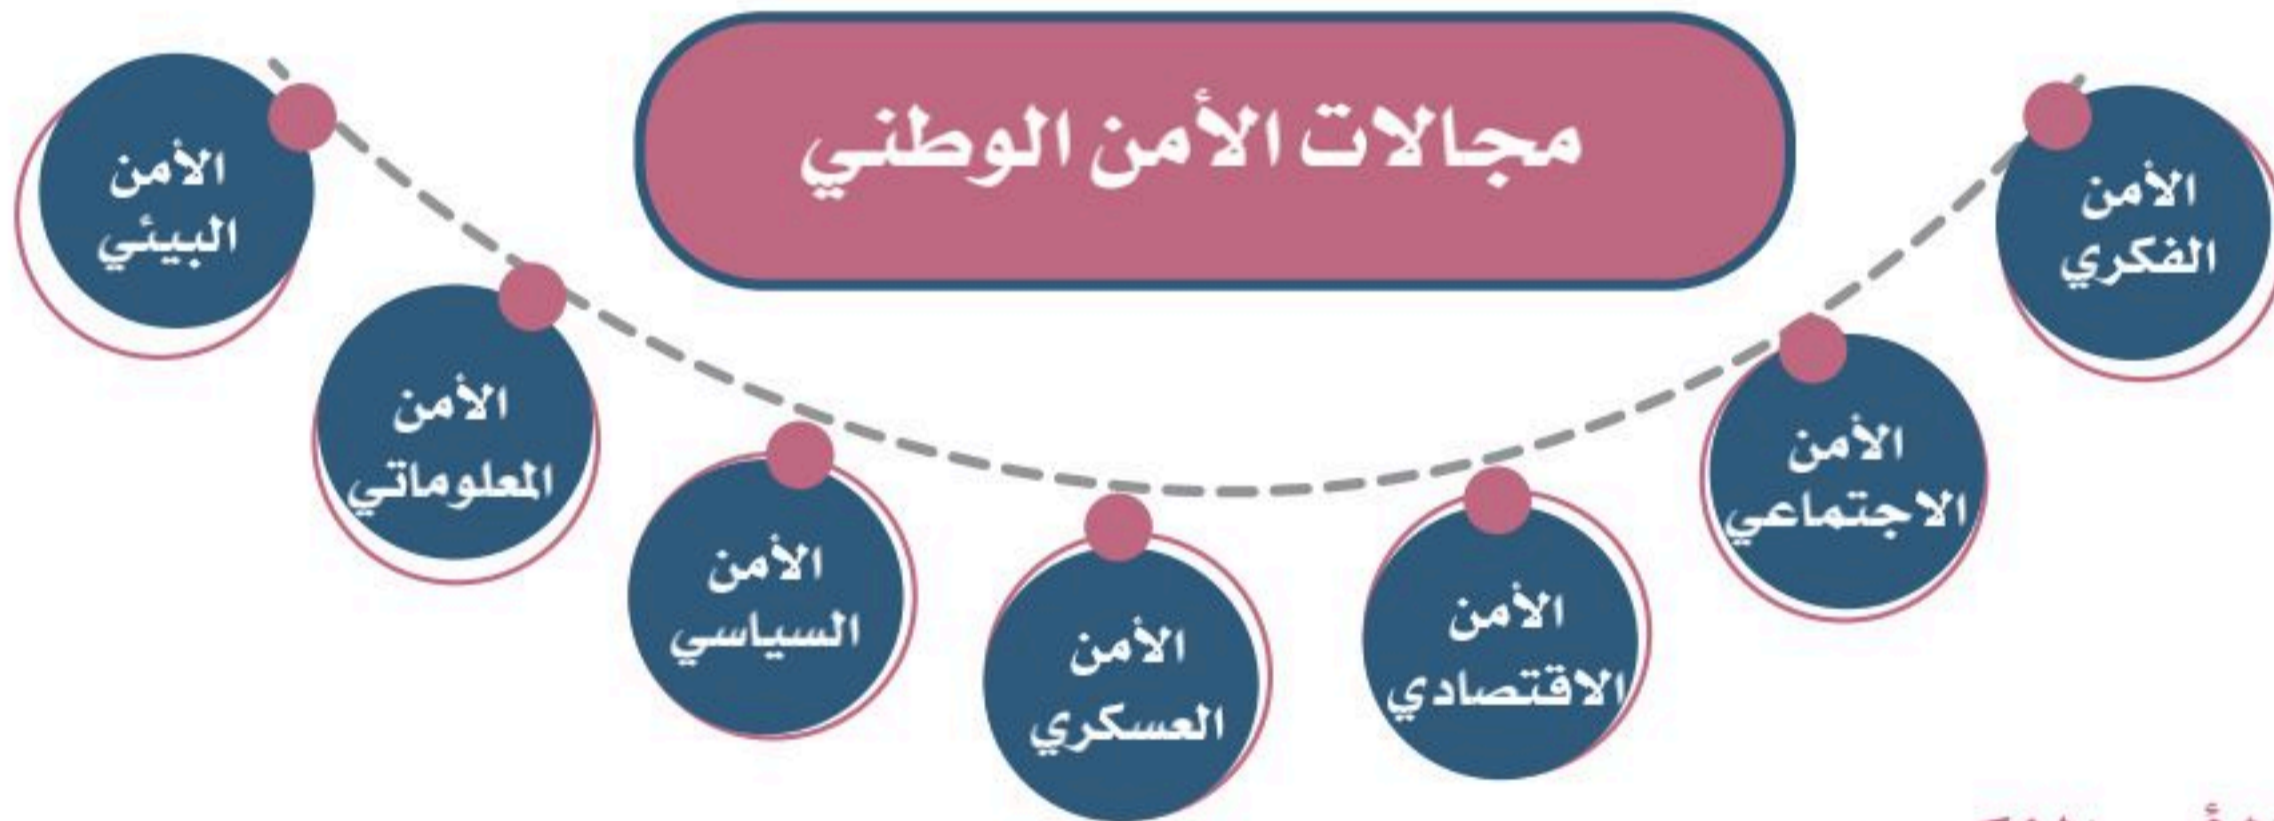 مجالات الأمن الوطني
الأمن
الفكري
الأمن
الاجتماعي
الأمن
الاقتصادي
الأمن
العسكري
الأمن
السياسي
الأمن
المعلوماتي
الأمن
البيئي